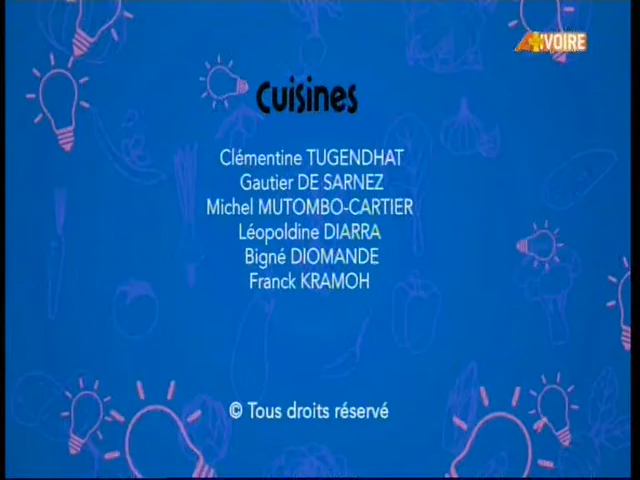 A+IVOIRE
Cuisines
Clémentine TUGENDHAT
Gautier DE SARNEZ
Michel MUTOMBO-CARTIER
Léopoldine DIARRA
Bigné DIOMANDE
Franck KRAMOH
© Tous droits réservé